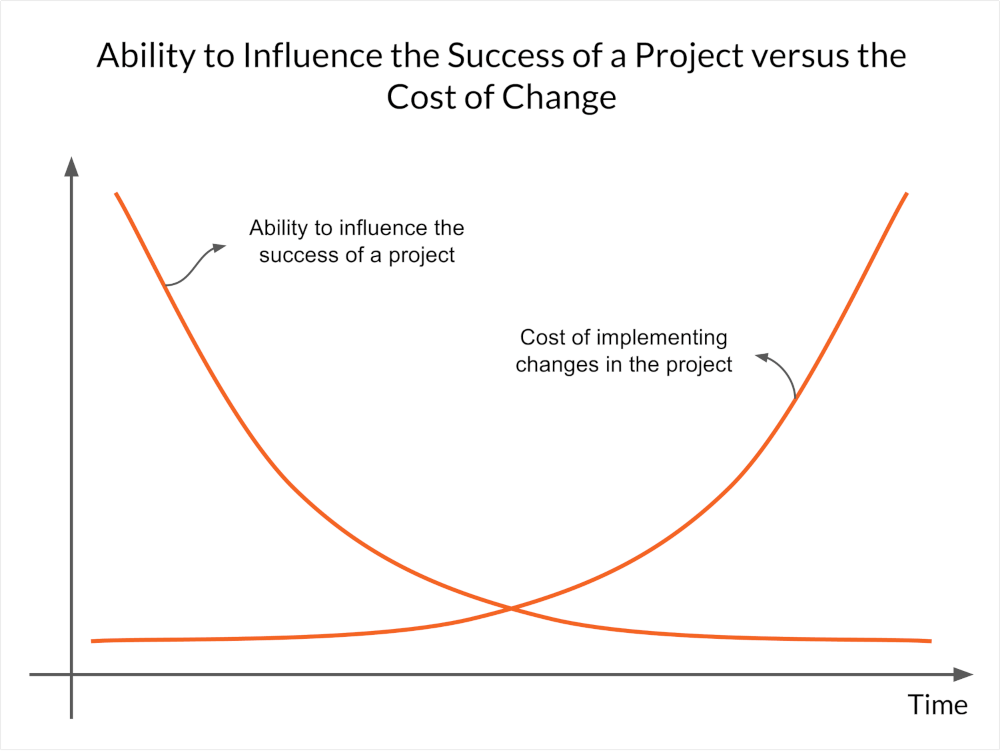 Ability to Influence the Success of a Project versus the
Cost of Change
Ability to influence the
success of a project
Cost of implementing
changes in the project
Time